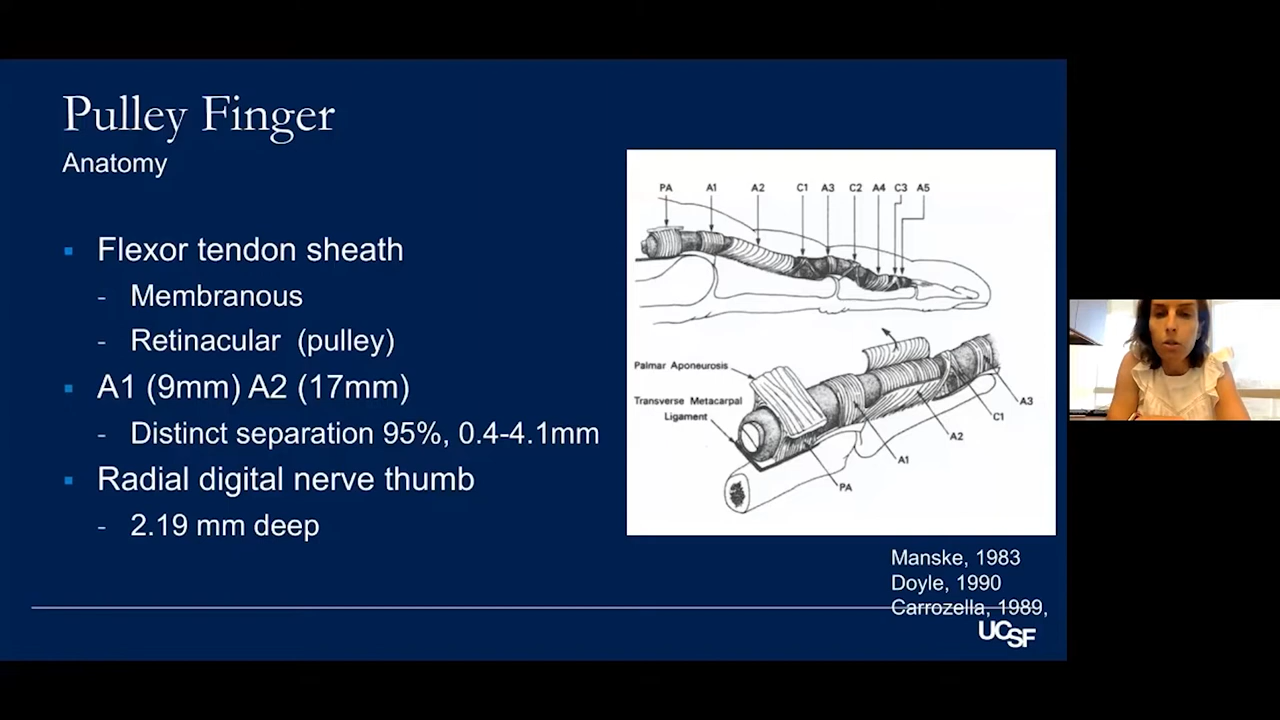 Pulley Finger
Anatomy
▪ Flexor tendon sheath
- Membranous
- Retinacular (pulley)
▪ A1 (9mm) A2 (17mm)
- Distinct separation 95%, 0.4-4.1mm
▪ Radial digital nerve thumb
- 2.19 mm deep
PA A1 A2 C1 A3 C2 A4 C3 A5
Palmar Aponeurosis
Transverse Metacarpal
Ligament
A3
C1
A2
A1
PA
Manske, 1983
Doyle, 1990
Carrozella, 1989,
UCSF